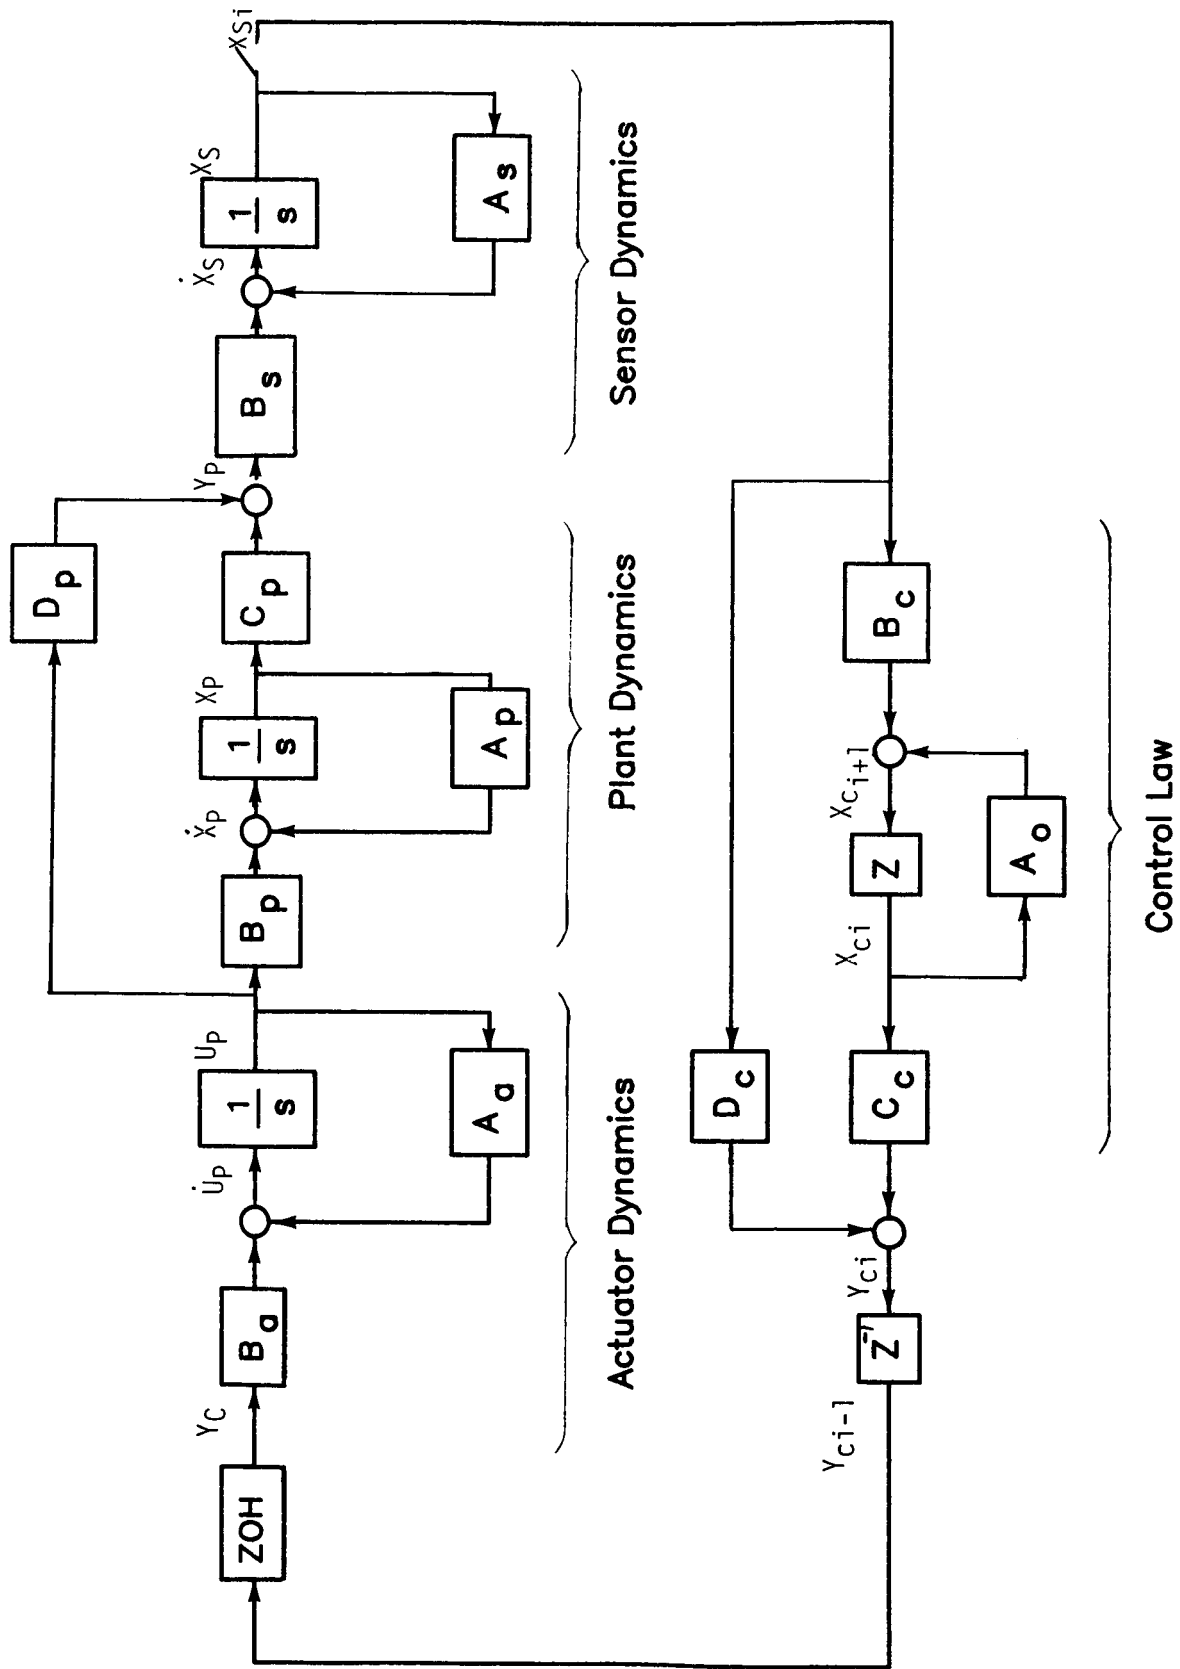 D_p
ZOH
Y_C
B_a
U̇_P
1/s
U_P
A_a
B_p
Ẋ_P
1/s
X_P
A_p
C_p
Y_P
B_s
Ẋ_S
1/s
X_S
A_s
X_Si
Actuator Dynamics
Plant Dynamics
Sensor Dynamics
D_c
Y_Ci-1
Z^-1
Y_Ci
C_c
X_Ci
Z
X_Ci+1
B_c
A_o
Control Law